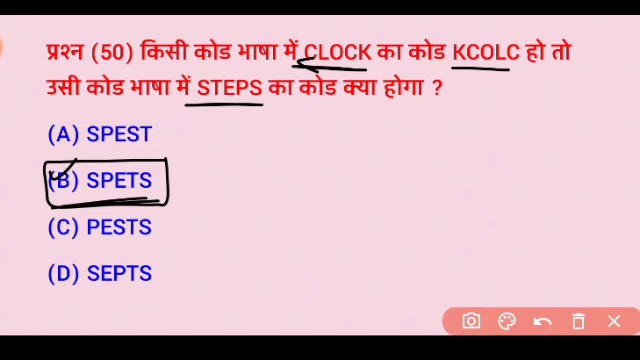 प्रश्न (50) किसी कोड भाषा में CLOCK का कोड KCOLC हो तो
उसी कोड भाषा में STEPS का कोड क्या होगा ?
(A) SPEST
(B) SPETS
(C) PESTS
(D) SEPTS